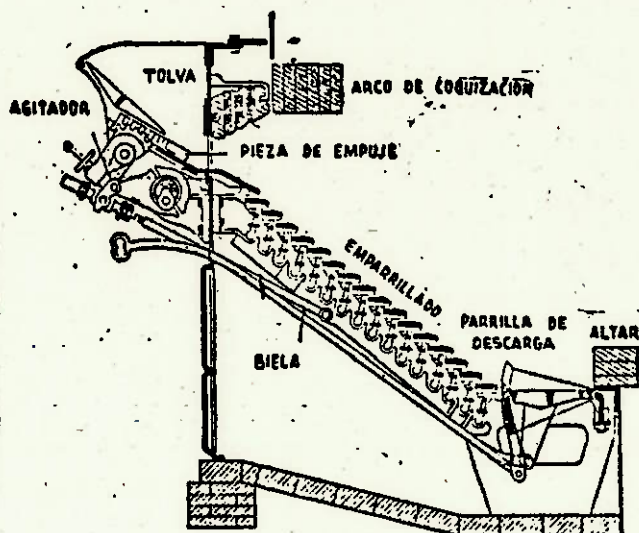 TOLVA
ARCO DE COQUIZACIÓN
AGITADOR
PIEZA DE EMPUJE
EMPARRILLADO
PARRILLA DE
DESCARGA
ALTAR
BIELA